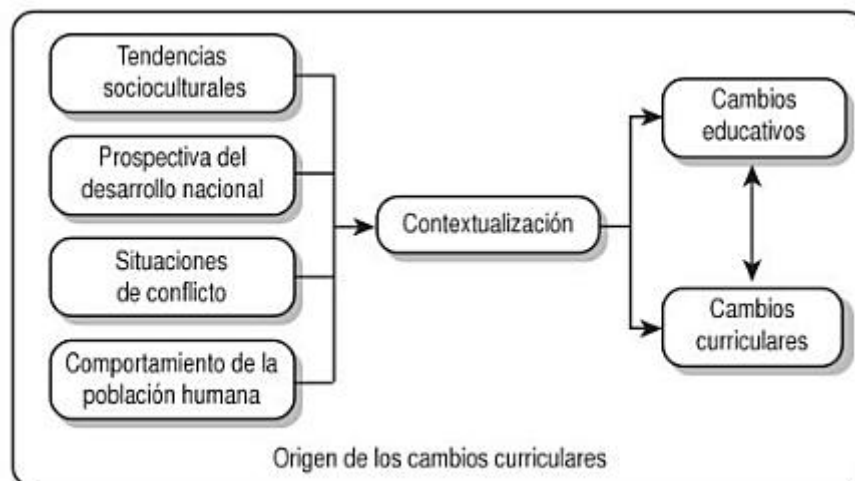 Tendencias
socioculturales
Prospectiva del
desarrollo nacional
Situaciones
de conflicto
Comportamiento de la
población humana
Contextualización
Cambios
educativos
Cambios
curriculares
Origen de los cambios curriculares